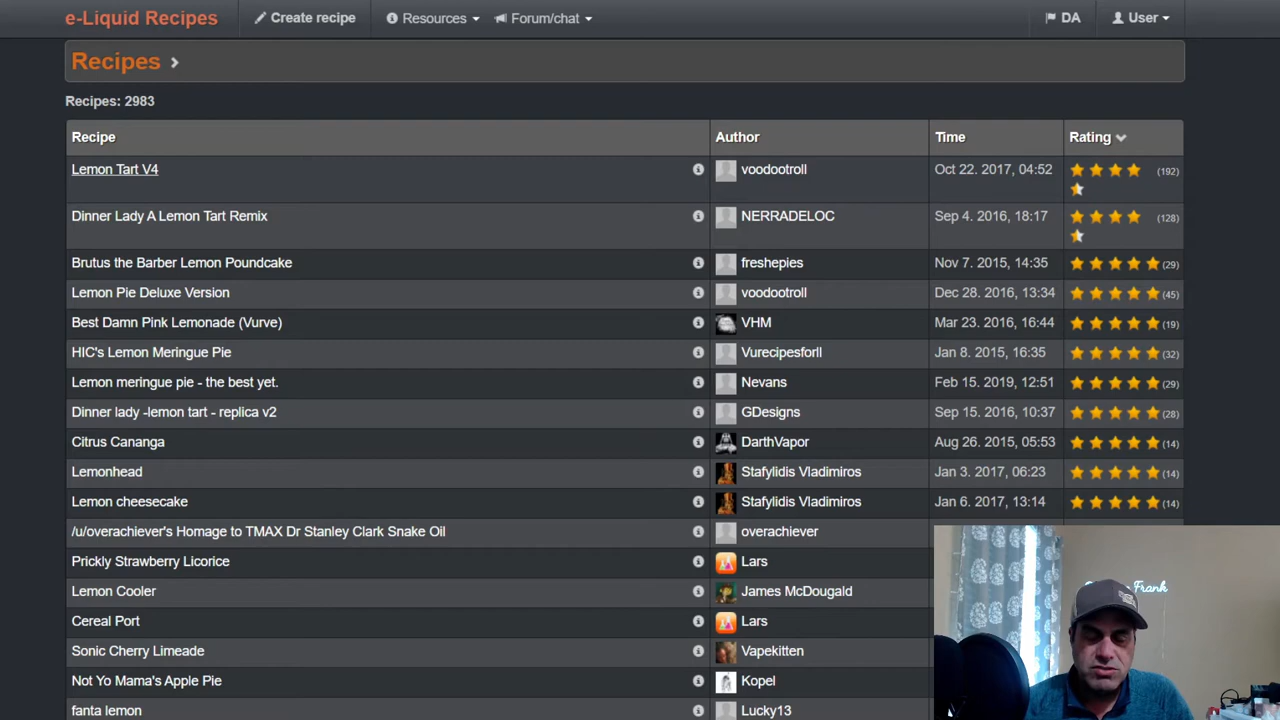 e-Liquid Recipes Create recipe Resources Forum/chat DA User
Recipes
Recipes: 2983
Recipe Author Time Rating
Lemon Tart V4 voodootroll Oct 22. 2017, 04:52 (192)
Dinner Lady A Lemon Tart Remix NERRADELOC Sep 4. 2016, 18:17 (128)
Brutus the Barber Lemon Poundcake freshepies Nov 7. 2015, 14:35 (29)
Lemon Pie Deluxe Version voodootroll Dec 28. 2016, 13:34 (45)
Best Damn Pink Lemonade (Vurve) VHM Mar 23. 2016, 16:44 (19)
HIC's Lemon Meringue Pie Vurecipesforll Jan 8. 2015, 16:35 (32)
Lemon meringue pie - the best yet. Nevans Feb 15. 2019, 12:51 (29)
Dinner lady -lemon tart - replica v2 GDesigns Sep 15. 2016, 10:37 (28)
Citrus Cananga DarthVapor Aug 26. 2015, 05:53 (14)
Lemonhead Stafylidis Vladimiros Jan 3. 2017, 06:23 (14)
Lemon cheesecake Stafylidis Vladimiros Jan 6. 2017, 13:14 (14)
/u/overachiever's Homage to TMAX Dr Stanley Clark Snake Oil overachiever
Prickly Strawberry Licorice Lars
Lemon Cooler James McDougald
Frank
Cereal Port Lars
Sonic Cherry Limeade Vapekitten
Not Yo Mama's Apple Pie Kopel
fanta lemon Lucky13